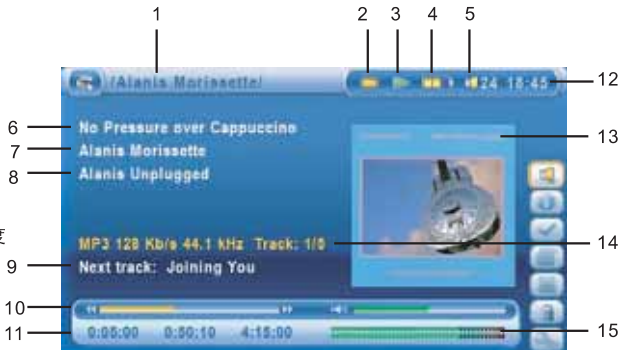 1 2 3 4 5
/Alanis Morissette/ 24 18:45 12
6 No Pressure over Cappuccino 13
7 Alanis Morissette
8 Alanis Unplugged
度
MP3 128 Kb/s 44.1 kHz Track: 1/0 14
9 Next track: Joining You
10
11 0:05:00 0:50:10 4:15:00 15